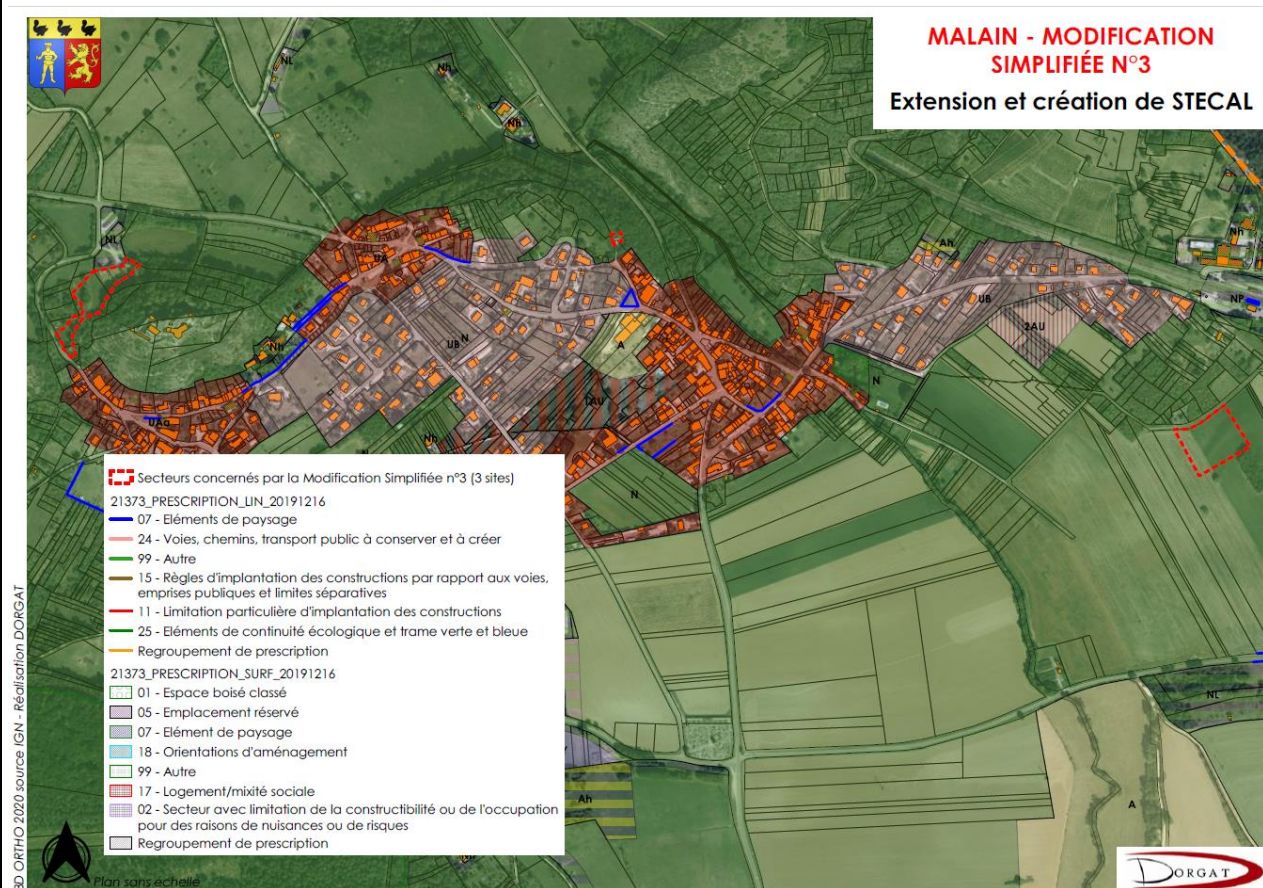 MALAIN - MODIFICATION
SIMPLIFIÉE N°3
Extension et création de STECAL
NL
Nh
Nh
NL
UA
Ah
Nh
NP
UB
2AU
UB
N
A
Nh
1AU
N
UAa
Nh
N
Secteurs concernés par la Modification Simplifiée n°3 (3 sites)
21373_PRESCRIPTION_LIN_20191216
07 - Eléments de paysage
24 - Voies, chemins, transport public à conserver et à créer
99 - Autre
15 - Règles d'implantation des constructions par rapport aux voies,
emprises publiques et limites séparatives
11 - Limitation particulière d'implantation des constructions
25 - Eléments de continuité écologique et trame verte et bleue
Regroupement de prescription
21373_PRESCRIPTION_SURF_20191216
01 - Espace boisé classé
05 - Emplacement réservé
07 - Elément de paysage
18 - Orientations d'aménagement
99 - Autre
17 - Logement/mixité sociale
02 - Secteur avec limitation de la constructibilité ou de l'occupation
pour des raisons de nuisances ou de risques
Regroupement de prescription
NL
Ah
A
BD ORTHO 2020 source IGN - Réalisation DORGAT
Plan sans échelle
DORGAT